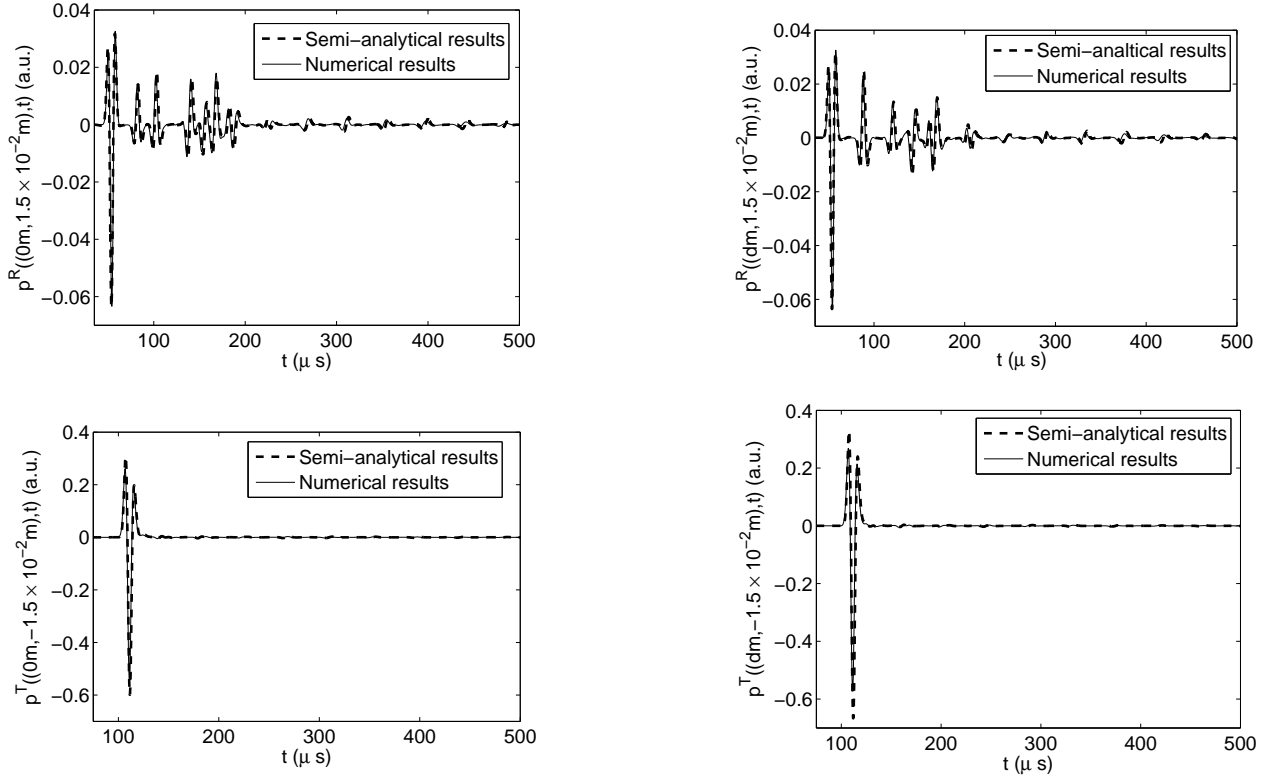 0.04
0.02
0
−0.02
−0.04
−0.06
100
200
300
400
500
t (μ s)
p^R((0m,1.5×10^−2m),t) (a.u.)
Semi−analytical results
Numerical results
0.04
0.02
0
−0.02
−0.04
−0.06
100
200
300
400
500
t (μ s)
p^R((dm,1.5×10^−2m),t) (a.u.)
Semi−analtical results
Numerical results
0.4
0.2
0
−0.2
−0.4
−0.6
100
200
300
400
500
t (μ s)
p^T((0m,−1.5×10^−2m),t) (a.u.)
Semi−analytical results
Numerical results
0.4
0.2
0
−0.2
−0.4
−0.6
100
200
300
400
500
t (μ s)
p^T((dm,−1.5×10^−2m),t) (a.u.)
Semi−analytical results
Numerical results